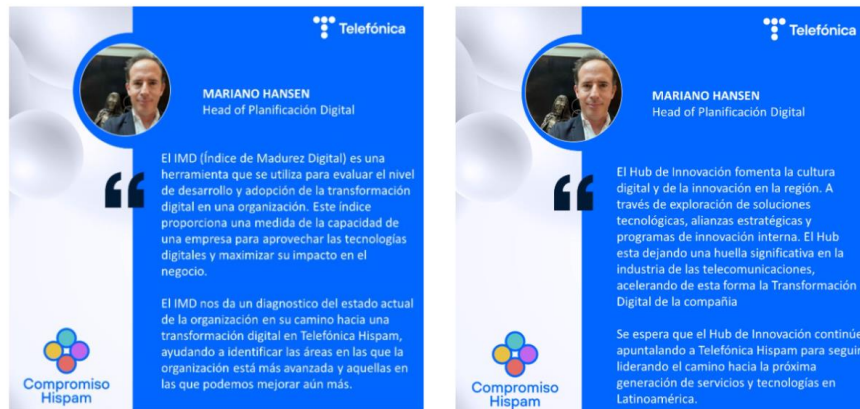 Telefónica
MARIANO HANSEN
Head of Planificación Digital
El IMD (Índice de Madurez Digital) es una
herramienta que se utiliza para evaluar el nivel
de desarrollo y adopción de la transformación
digital en una organización. Este índice
proporciona una medida de la capacidad de
una empresa para aprovechar las tecnologías
digitales y maximizar su impacto en el
negocio.
El IMD nos da un diagnostico del estado actual
de la organización en su camino hacia una
transformación digital en Telefónica Hispam,
ayudando a identificar las áreas en las que la
organización está más avanzada y aquellas en
las que podemos mejorar aún más.
Compromiso
Hispam
Telefónica
MARIANO HANSEN
Head of Planificación Digital
El Hub de Innovación fomenta la cultura
digital y de la innovación en la región. A
través de exploración de soluciones
tecnológicas, alianzas estratégicas y
programas de innovación interna. El Hub
esta dejando una huella significativa en la
industria de las telecomunicaciones,
acelerando de esta forma la Transformación
Digital de la compañia
Se espera que el Hub de Innovación continúe
apuntalando a Telefónica Hispam para seguir
liderando el camino hacia la próxima
generación de servicios y tecnologías en
Latinoamérica.
Compromiso
Hispam